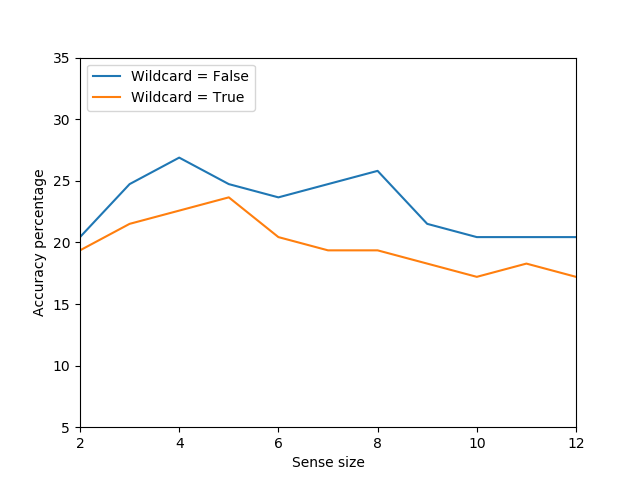 Wildcard = False
Wildcard = True
Accuracy percentage
35
30
25
20
15
10
5
2 4 6 8 10 12
Sense size